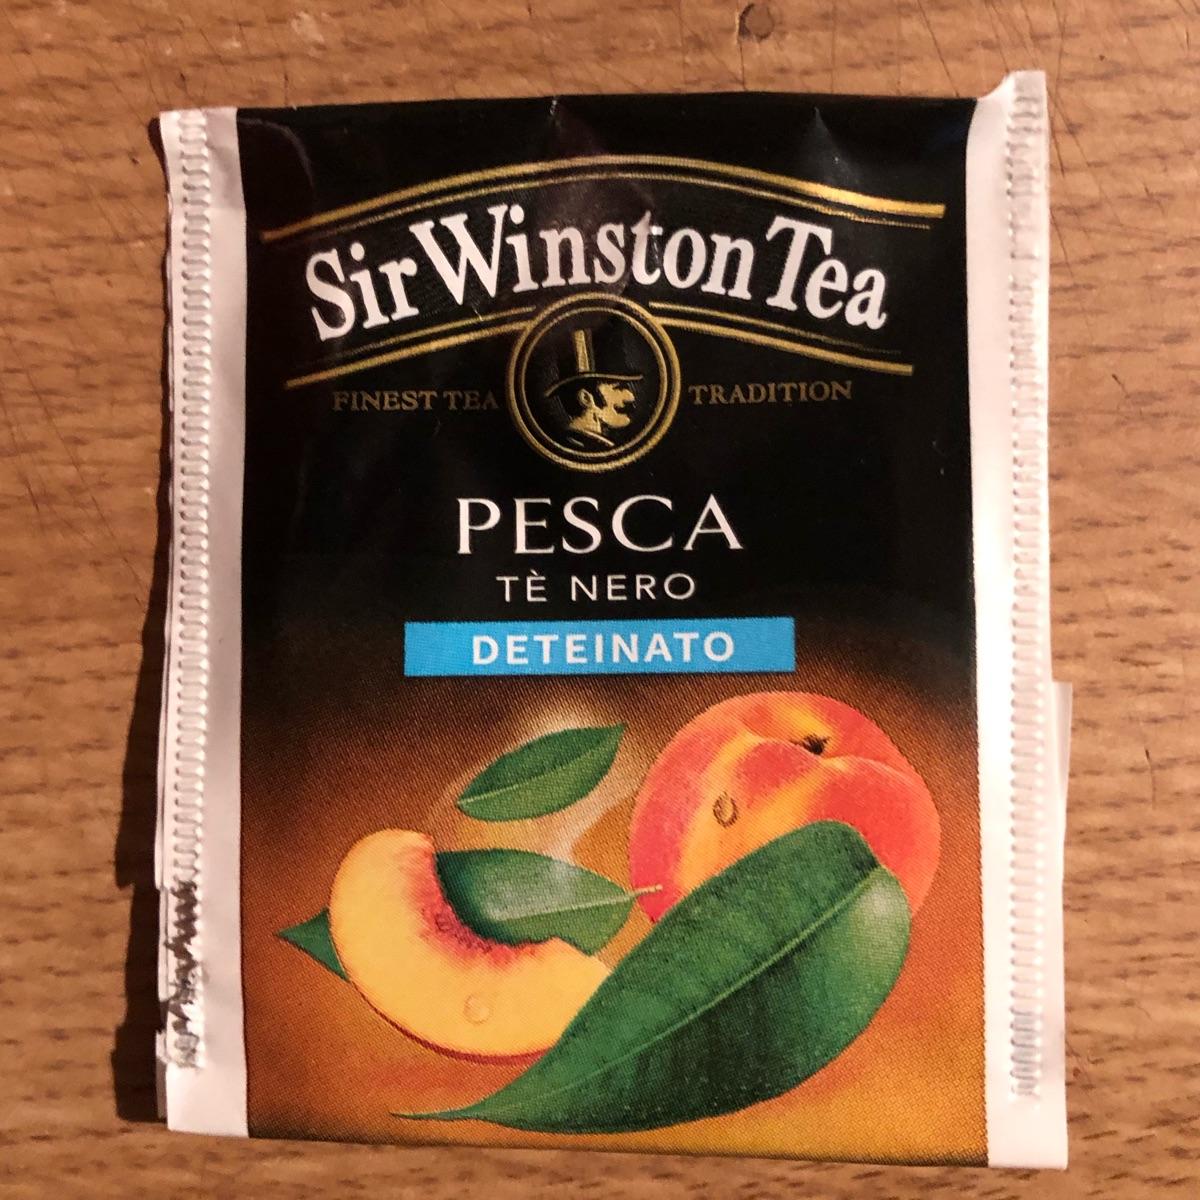 Sir Winston Tea
FINEST TEA TRADITION
PESCA
TÈ NERO
DETEINATO